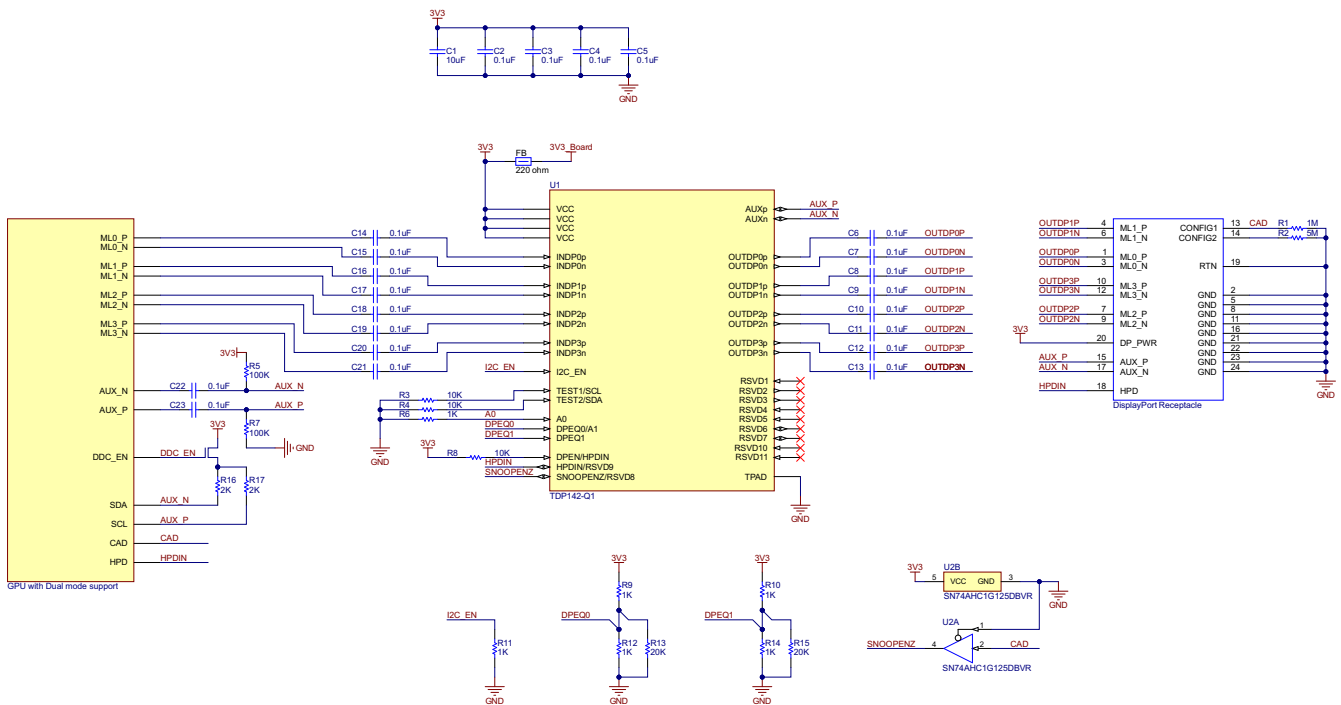 3V3
C1 10uF
C2 0.1uF
C3 0.1uF
C4 0.1uF
C5 0.1uF
GND
3V3
FB
220 ohm
3V3_Board
U1
VCC
VCC
VCC
VCC
INDP0p
INDP0n
INDP1p
INDP1n
INDP2p
INDP2n
INDP3p
INDP3n
I2C_EN
TEST1/SCL
TEST2/SDA
A0
DPEQ0/A1
DPEQ1
DPEN/HPDIN
HPDIN/RSVD9
SNOOPENZ/RSVD8
AUXp
AUXn
OUTDP0p
OUTDP0n
OUTDP1p
OUTDP1n
OUTDP2p
OUTDP2n
OUTDP3p
OUTDP3n
RSVD1
RSVD2
RSVD3
RSVD4
RSVD5
RSVD6
RSVD7
RSVD10
RSVD11
TPAD
TDP142-Q1
GND
ML0_P
ML0_N
ML1_P
ML1_N
ML2_P
ML2_N
ML3_P
ML3_N
AUX_N
AUX_P
DDC_EN
SDA
SCL
CAD
HPD
GPU with Dual mode support
C14 0.1uF
C15 0.1uF
C16 0.1uF
C17 0.1uF
C18 0.1uF
C19 0.1uF
C20 0.1uF
C21 0.1uF
3V3
R5
100K
C22 0.1uF AUX_N
C23 0.1uF AUX_P
3V3
R7
100K
GND
DDC_EN
R16
2K
R17
2K
AUX_N
AUX_P
CAD
HPDIN
I2C_EN
R3 10K
R4 10K
R6 1K
A0
DPEQ0
DPEQ1
GND
3V3
R8 10K
HPDIN
SNOOPENZ
AUX_P
AUX_N
C6 0.1uF OUTDP0P
C7 0.1uF OUTDP0N
C8 0.1uF OUTDP1P
C9 0.1uF OUTDP1N
C10 0.1uF OUTDP2P
C11 0.1uF OUTDP2N
C12 0.1uF OUTDP3P
C13 0.1uF OUTDP3N
OUTDP1P 4 ML1_P
OUTDP1N 6 ML1_N
OUTDP0P 1 ML0_P
OUTDP0N 3 ML0_N
OUTDP3P 10 ML3_P
OUTDP3N 12 ML3_N
OUTDP2P 7 ML2_P
OUTDP2N 9 ML2_N
3V3 20 DP_PWR
AUX_P 15 AUX_P
AUX_N 17 AUX_N
HPDIN 18 HPD
CONFIG1 13 CAD R1 1M
CONFIG2 14 R2 5M
RTN 19
GND 2
GND 5
GND 8
GND 11
GND 16
GND 21
GND 22
GND 23
GND 24
GND
DisplayPort Receptacle
I2C_EN
R11
1K
GND
3V3
R9
1K
DPEQ0
R12
1K
R13
20K
GND
3V3
R10
1K
DPEQ1
R14
1K
R15
20K
GND
3V3
U2B
5 VCC GND 3
SN74AHC1G125DBVR
GND
U2A
1
SNOOPENZ 4 2 CAD
SN74AHC1G125DBVR